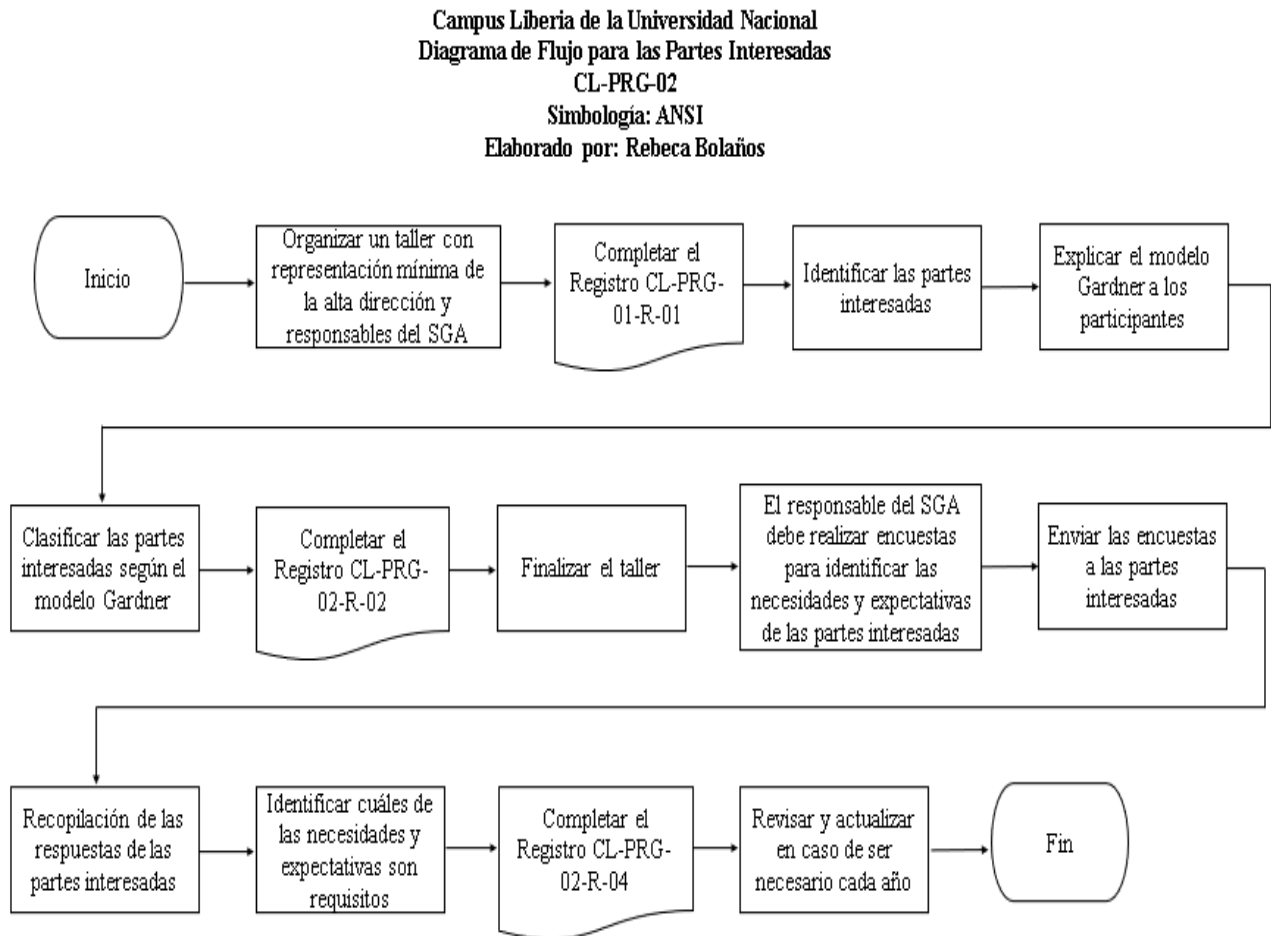 Campus Liberia de la Universidad Nacional
Diagrama de Flujo para las Partes Interesadas
CL-PRG-02
Simbología: ANSI
Elaborado por: Rebeca Bolaños
Inicio
Organizar un taller con
representación mínima de
la alta dirección y
responsables del SGA
Completar el
Registro CL-PRG-
01-R-01
Identificar las partes
interesadas
Explicar el modelo
Gardner a los
participantes
Clasificar las partes
interesadas según el
modelo Gardner
Completar el
Registro CL-PRG-
02-R-02
Finalizar el taller
El responsable del SGA
debe realizar encuestas
para identificar las
necesidades y expectativas
de las partes interesadas
Enviar las encuestas
a las partes
interesadas
Recopilación de las
respuestas de las
partes interesadas
Identificar cuáles de
las necesidades y
expectativas son
requisitos
Completar el
Registro CL-PRG-
02-R-04
Revisar y actualizar
en caso de ser
necesario cada año
Fin